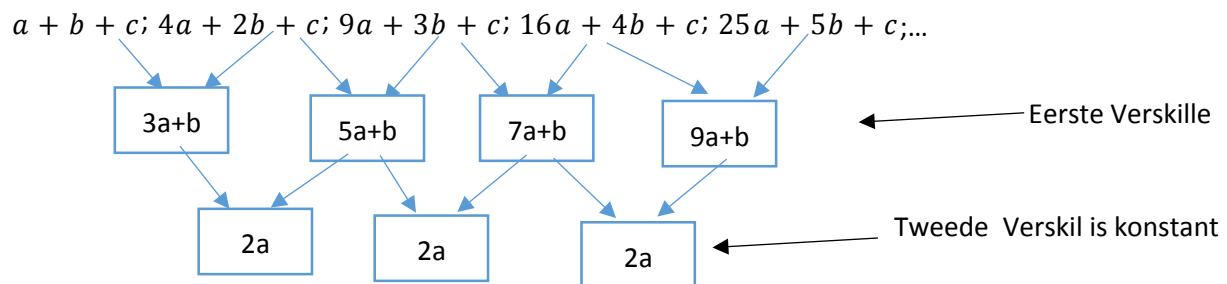 a + b + c; 4a + 2b + c; 9a + 3b + c; 16a + 4b + c; 25a + 5b + c;...
3a+b 5a+b 7a+b 9a+b Eerste Verskille
2a 2a 2a Tweede Verskil is konstant